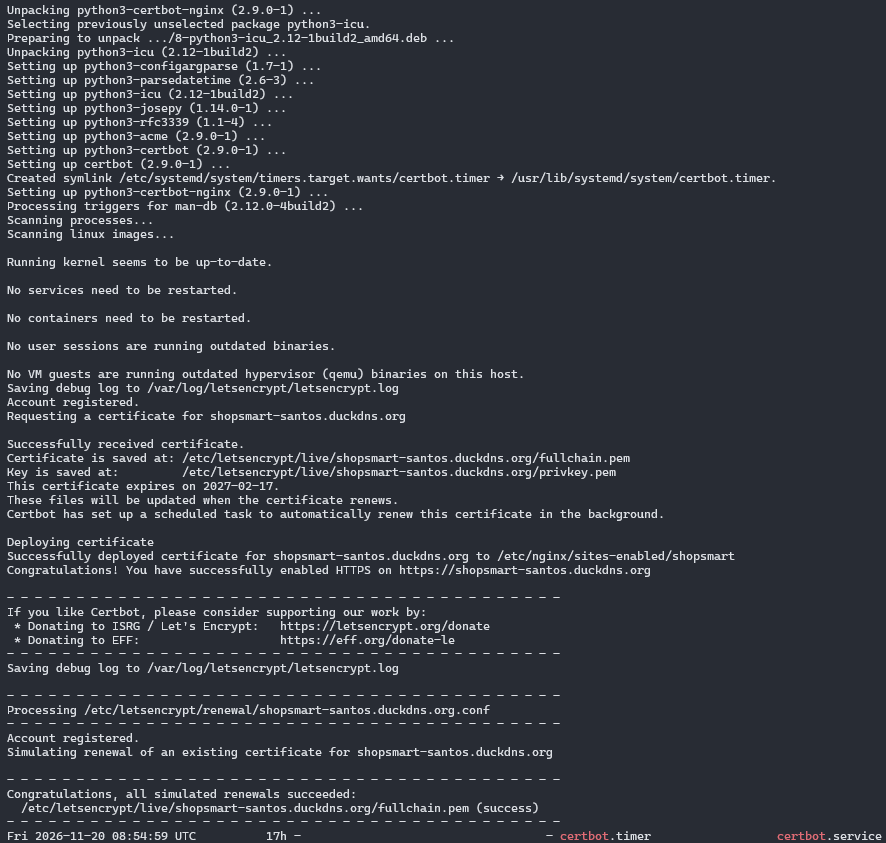 Unpacking python3-certbot-nginx (2.9.0-1) ...
Selecting previously unselected package python3-icu.
Preparing to unpack .../8-python3-icu_2.12-1build2_amd64.deb ...
Unpacking python3-icu (2.12-1build2) ...
Setting up python3-configargparse (1.7-1) ...
Setting up python3-parsedatetime (2.6-3) ...
Setting up python3-icu (2.12-1build2) ...
Setting up python3-josepy (1.14.0-1) ...
Setting up python3-rfc3339 (1.1-4) ...
Setting up python3-acme (2.9.0-1) ...
Setting up python3-certbot (2.9.0-1) ...
Setting up certbot (2.9.0-1) ...
Created symlink /etc/systemd/system/timers.target.wants/certbot.timer → /usr/lib/systemd/system/certbot.timer.
Setting up python3-certbot-nginx (2.9.0-1) ...
Processing triggers for man-db (2.12.0-4build2) ...
Scanning processes...
Scanning linux images...

Running kernel seems to be up-to-date.

No services need to be restarted.

No containers need to be restarted.

No user sessions are running outdated binaries.

No VM guests are running outdated hypervisor (qemu) binaries on this host.
Saving debug log to /var/log/letsencrypt/letsencrypt.log
Account registered.
Requesting a certificate for shopsmart-santos.duckdns.org

Successfully received certificate.
Certificate is saved at: /etc/letsencrypt/live/shopsmart-santos.duckdns.org/fullchain.pem
Key is saved at:         /etc/letsencrypt/live/shopsmart-santos.duckdns.org/privkey.pem
This certificate expires on 2027-02-17.
These files will be updated when the certificate renews.
Certbot has set up a scheduled task to automatically renew this certificate in the background.

Deploying certificate
Successfully deployed certificate for shopsmart-santos.duckdns.org to /etc/nginx/sites-enabled/shopsmart
Congratulations! You have successfully enabled HTTPS on https://shopsmart-santos.duckdns.org

- - - - - - - - - - - - - - - - - - - - - - - - - - - - - - - - - - - - - - - -
If you like Certbot, please consider supporting our work by:
 * Donating to ISRG / Let's Encrypt:   https://letsencrypt.org/donate
 * Donating to EFF:                    https://eff.org/donate-le
- - - - - - - - - - - - - - - - - - - - - - - - - - - - - - - - - - - - - - - -
Saving debug log to /var/log/letsencrypt/letsencrypt.log

- - - - - - - - - - - - - - - - - - - - - - - - - - - - - - - - - - - - - - - -
Processing /etc/letsencrypt/renewal/shopsmart-santos.duckdns.org.conf
- - - - - - - - - - - - - - - - - - - - - - - - - - - - - - - - - - - - - - - -
Account registered.
Simulating renewal of an existing certificate for shopsmart-santos.duckdns.org

- - - - - - - - - - - - - - - - - - - - - - - - - - - - - - - - - - - - - - - -
Congratulations, all simulated renewals succeeded:
  /etc/letsencrypt/live/shopsmart-santos.duckdns.org/fullchain.pem (success)
- - - - - - - - - - - - - - - - - - - - - - - - - - - - - - - - - - - - - - - -
Fri 2026-11-20 08:54:59 UTC          17h -                                   - certbot.timer                  certbot.service